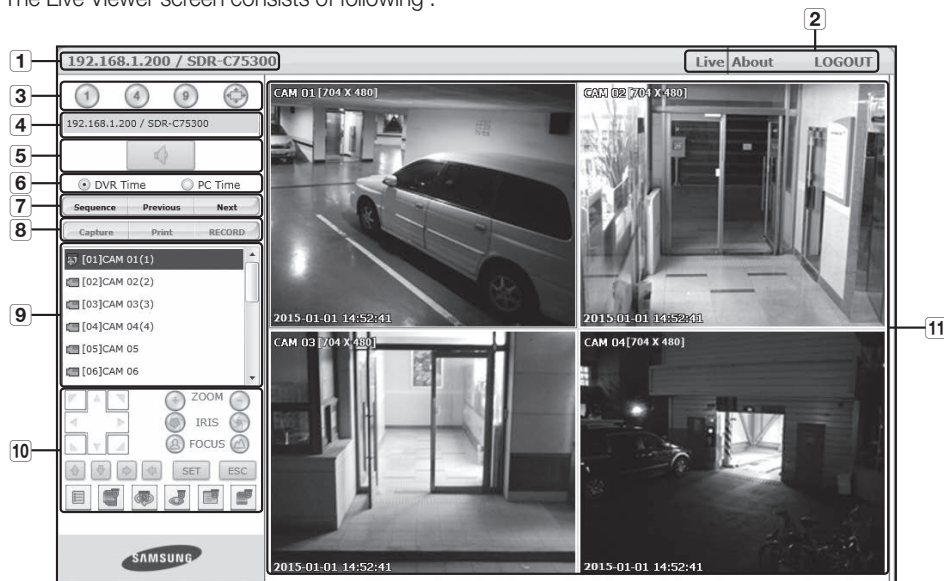 The Live Viewer screen consists of following :
2
1
192.168.1.200 / SDR-C75300
Live About LOGOUT
3
1 4 9
4
192.168.1.200 / SDR-C75300
5
6
DVR Time PC Time
7
Sequence Previous Next
8
Capture Print RECORD
9
[01]CAM 01(1)
[02]CAM 02(2)
[03]CAM 03(3)
[04]CAM 04(4)
[05]CAM 05
[06]CAM 06
10
ZOOM
IRIS
FOCUS
SET ESC
SAMSUNG
CAM 01 [704 X 480]
2015-01-01 14:52:41
CAM 02 [704 X 480]
2015-01-01 14:52:41
CAM 03 [704 X 480]
2015-01-01 14:52:41
CAM 04 [704 X 480]
2015-01-01 14:52:41
11